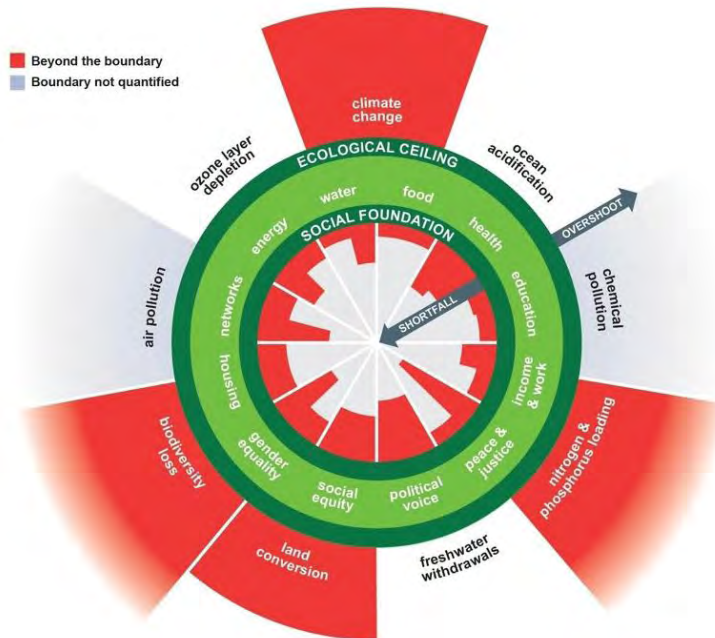 Beyond the boundary
Boundary not quantified
climate
change
ozone layer
depletion
ocean
acidification
ECOLOGICAL CEILING
water
food
energy
health
SOCIAL FOUNDATION
OVERSHOOT
SHORTFALL
air pollution
networks
education
chemical
pollution
housing
income
& work
biodiversity
loss
gender
equality
social
equity
political
voice
peace &
justice
nitrogen &
phosphorus loading
land
conversion
freshwater
withdrawals